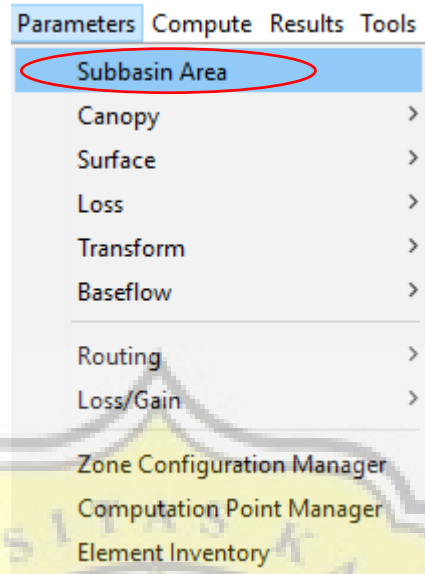 Parameters Compute Results Tools
Subbasin Area
Canopy
Surface
Loss
Transform
Baseflow
Routing
Loss/Gain
Zone Configuration Manager
Computation Point Manager
Element Inventory